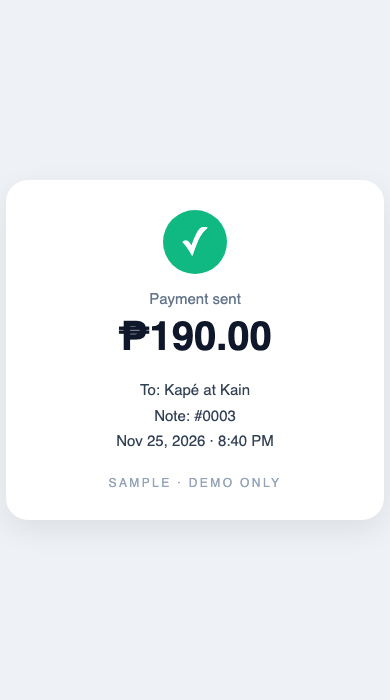 Payment sent
₱190.00
To: Kapé at Kain
Note: #0003
Nov 25, 2026 · 8:40 PM
SAMPLE · DEMO ONLY